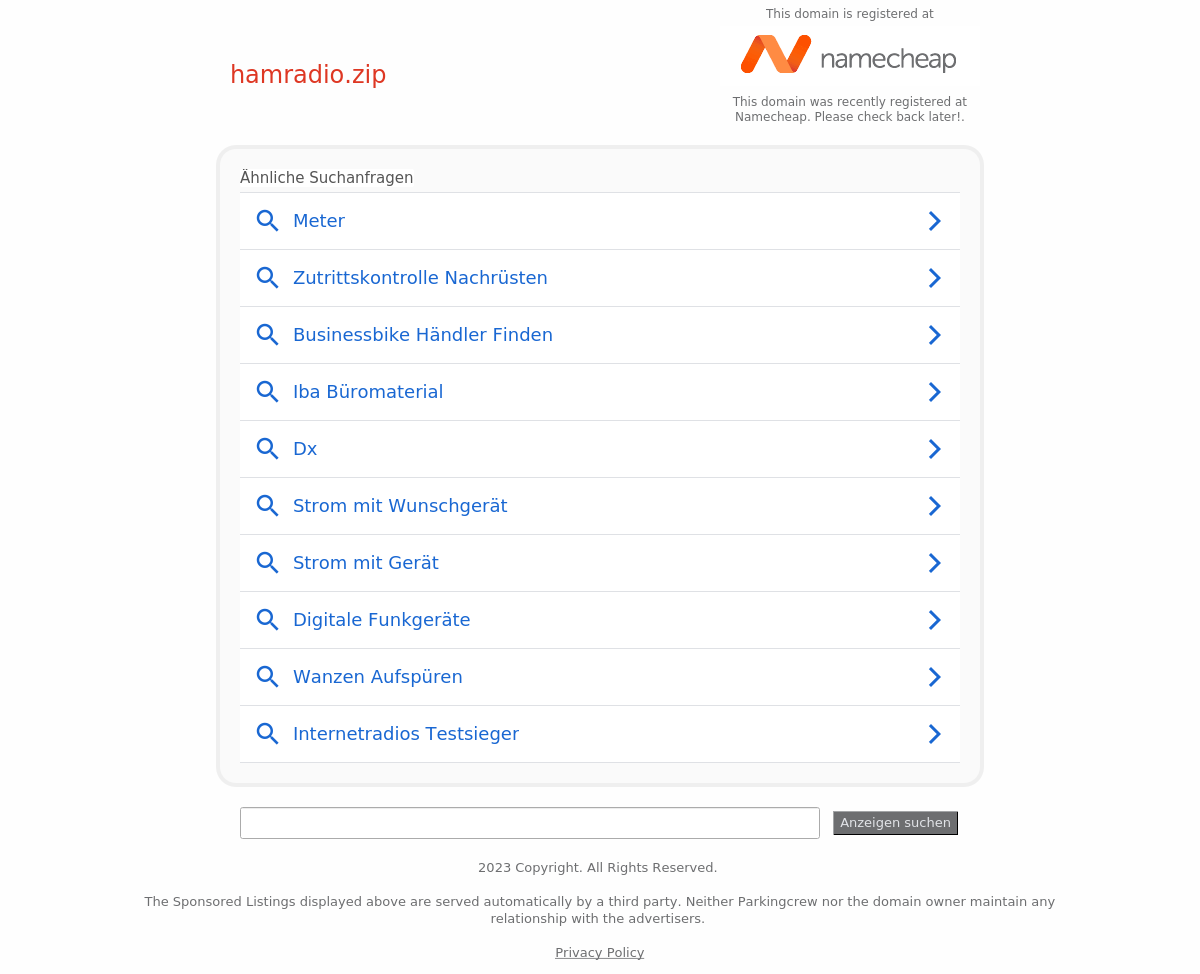 This domain is registered at
namecheap
hamradio.zip
This domain was recently registered at
Namecheap. Please check back later!.
Ähnliche Suchanfragen
Meter
Zutrittskontrolle Nachrüsten
Businessbike Händler Finden
Iba Büromaterial
Dx
Strom mit Wunschgerät
Strom mit Gerät
Digitale Funkgeräte
Wanzen Aufspüren
Internetradios Testsieger
Anzeigen suchen
2023 Copyright. All Rights Reserved.
The Sponsored Listings displayed above are served automatically by a third party. Neither Parkingcrew nor the domain owner maintain any
relationship with the advertisers.
Privacy Policy